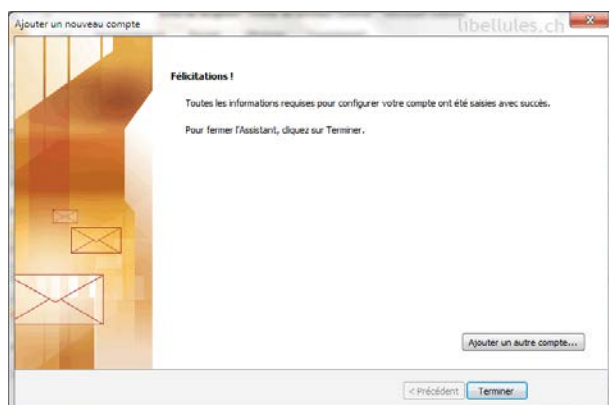 Ajouter un nouveau compte
libellules.ch
Félicitations !
Toutes les informations requises pour configurer votre compte ont été saisies avec succès.
Pour fermer l'Assistant, cliquez sur Terminer.
Ajouter un autre compte...
< Précédent
Terminer